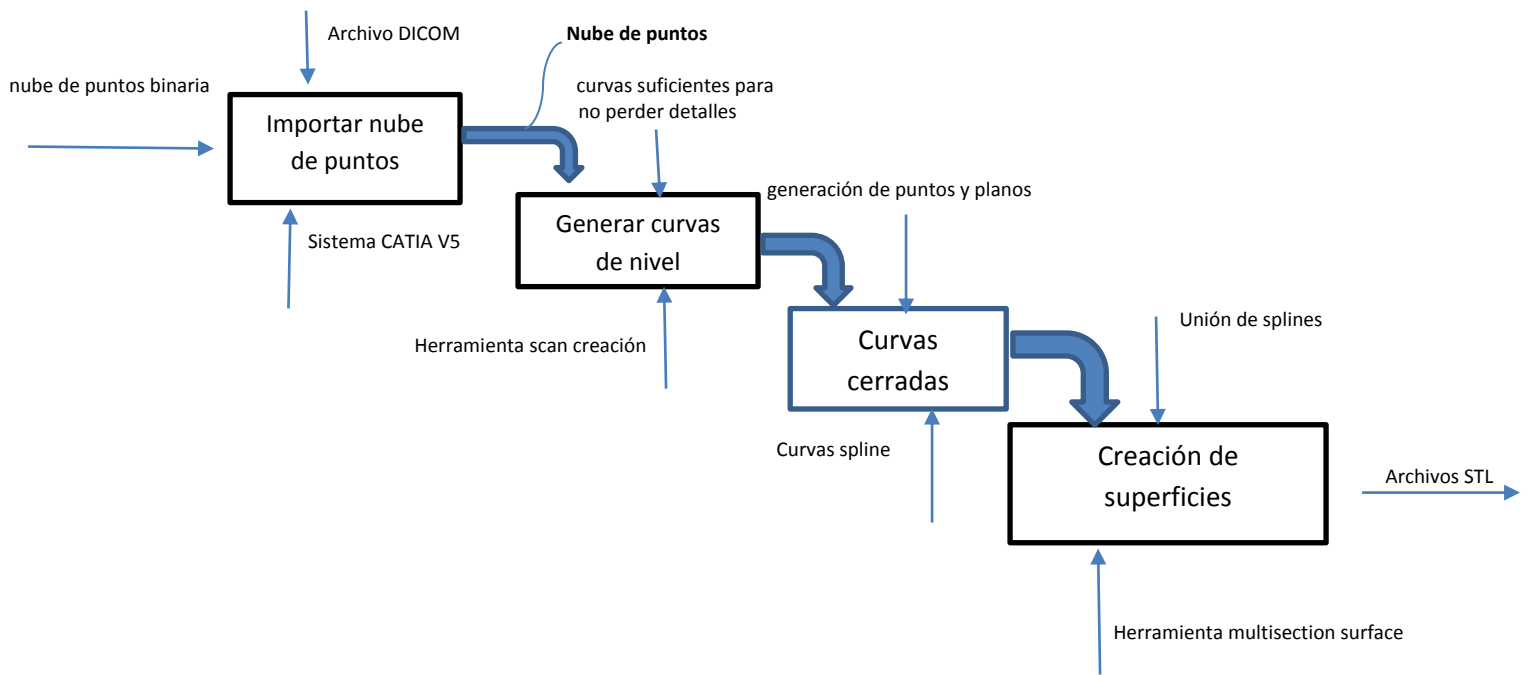 Archivo DICOM
Nube de puntos
nube de puntos binaria
curvas suficientes para
no perder detalles
Importar nube
de puntos
generación de puntos y planos
Generar curvas
de nivel
Sistema CATIA V5
Herramienta scan creación
Unión de splines
Curvas
cerradas
Curvas spline
Creación de
superficies
Archivos STL
Herramienta multisection surface